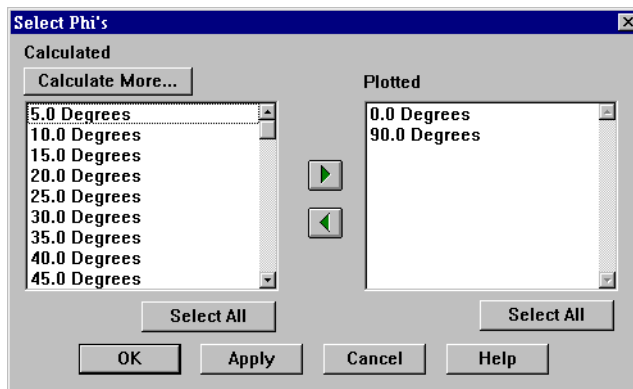 Select Phi's
Calculated
Calculate More...
5.0 Degrees
10.0 Degrees
15.0 Degrees
20.0 Degrees
25.0 Degrees
30.0 Degrees
35.0 Degrees
40.0 Degrees
45.0 Degrees
Select All
Plotted
0.0 Degrees
90.0 Degrees
Select All
OK
Apply
Cancel
Help